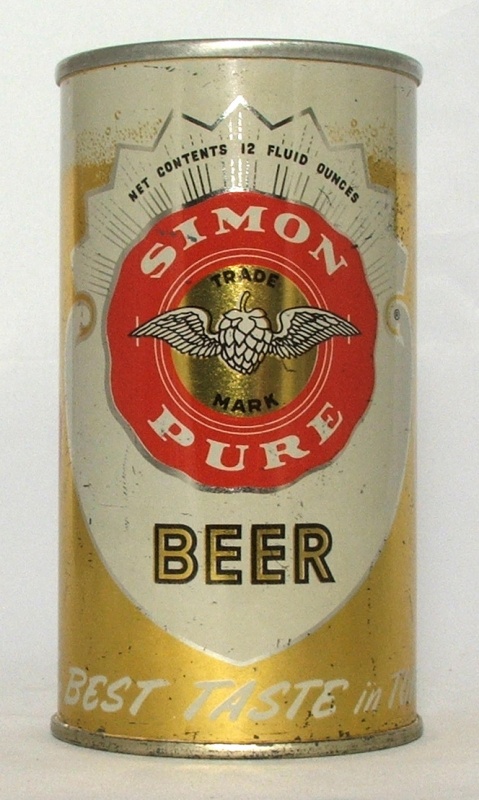 NET CONTENTS 12 FLUID OUNCES
SIMON
TRADE
MARK
PURE
®
BEER
BEST TASTE in